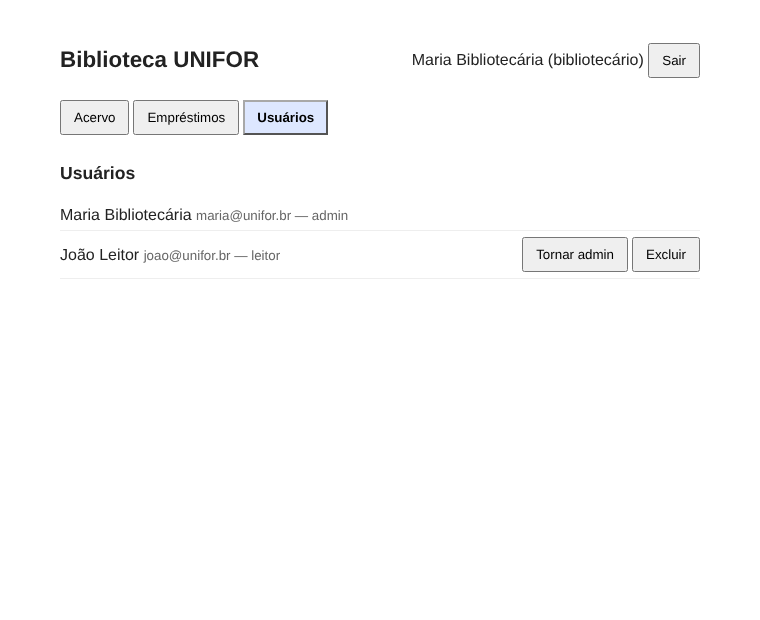 Biblioteca UNIFOR
Maria Bibliotecária (bibliotecário) Sair
Acervo Empréstimos Usuários
Usuários
Maria Bibliotecária maria@unifor.br — admin
João Leitor joao@unifor.br — leitor Tornar admin Excluir